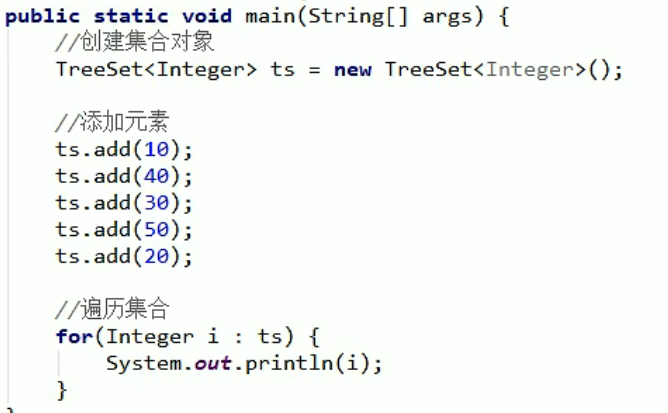 public static void main(String[] args) {
//创建集合对象
TreeSet<Integer> ts = new TreeSet<Integer>();
//添加元素
ts.add(10);
ts.add(40);
ts.add(30);
ts.add(50);
ts.add(20);
//遍历集合
for(Integer i : ts) {
System.out.println(i);
}
}